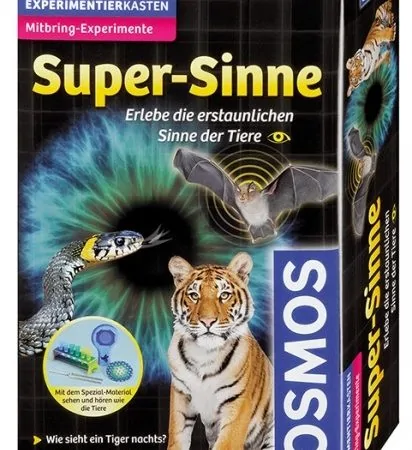 EXPERIMENTIERKASTEN
Mitbring-Experimente
Super-Sinne
Erlebe die erstaunlichen
Sinne der Tiere
Mit dem Spezial-Material
sehen und hören wie
die Tiere
Wie sieht ein Tiger nachts?
KOSMOS
Super-Sinne
Erlebe die erstaunlichen
Sinne der Tiere